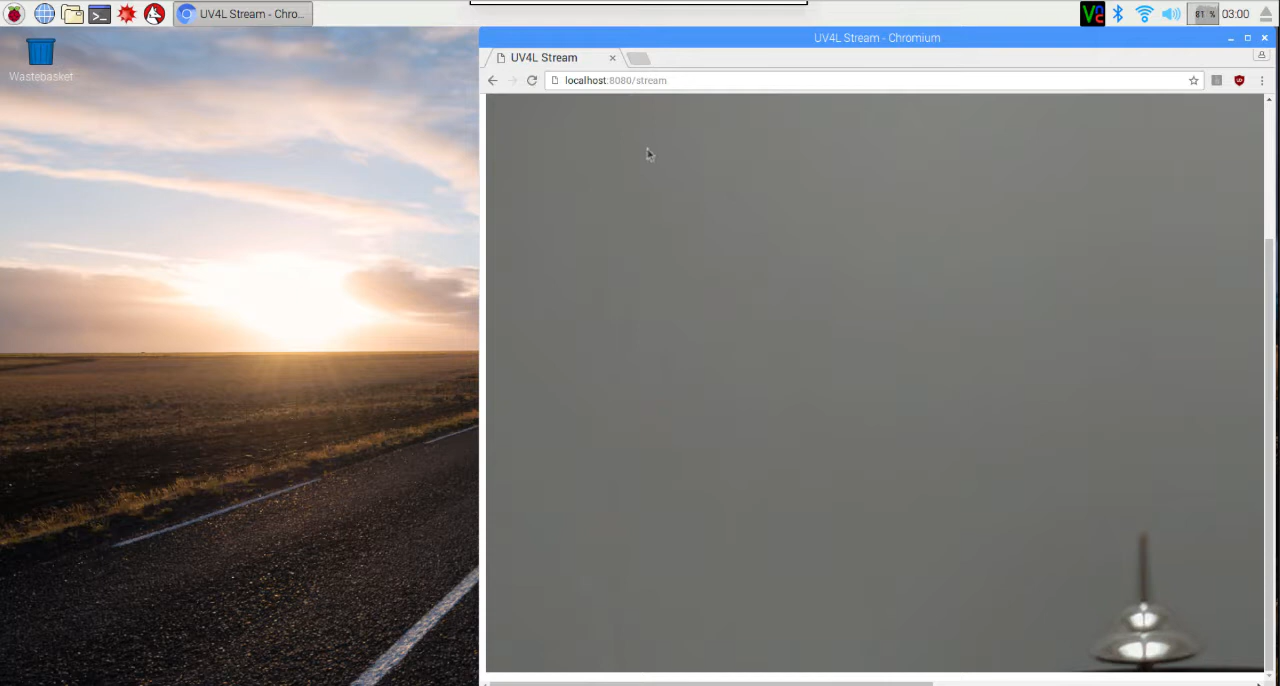 UV4L Stream - Chro...
V
81 %
03:00
Wastebasket
UV4L Stream - Chromium
UV4L Stream
localhost:8080/stream